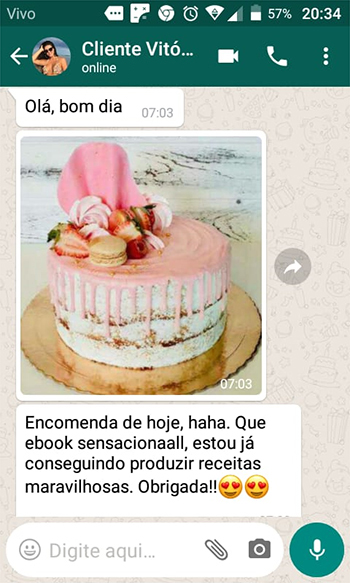 Vivo 57% 20:34
Cliente Vitó...
online
Olá, bom dia
07:03
07:03
Encomenda de hoje, haha. Que
ebook sensacionaall, estou já
conseguindo produzir receitas
maravilhosas. Obrigada!!😍😍
Digite aqui...